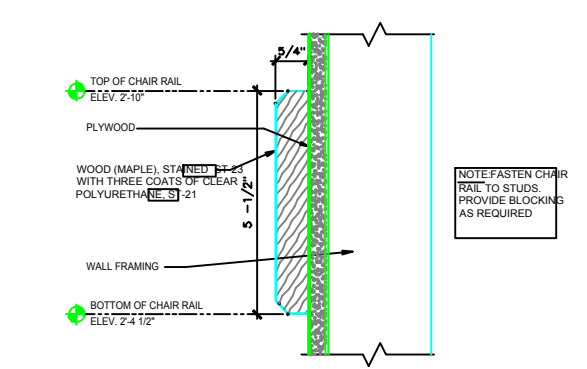 5/4"
TOP OF CHAIR RAIL
ELEV. 2'-10"
PLYWOOD
WOOD (MAPLE), STAINED ST-23
WITH THREE COATS OF CLEAR
POLYURETHANE, ST-21
5 -1/2"
NOTE:FASTEN CHAIR
RAIL TO STUDS.
PROVIDE BLOCKING
AS REQUIRED
WALL FRAMING
BOTTOM OF CHAIR RAIL
ELEV. 2'-4 1/2"